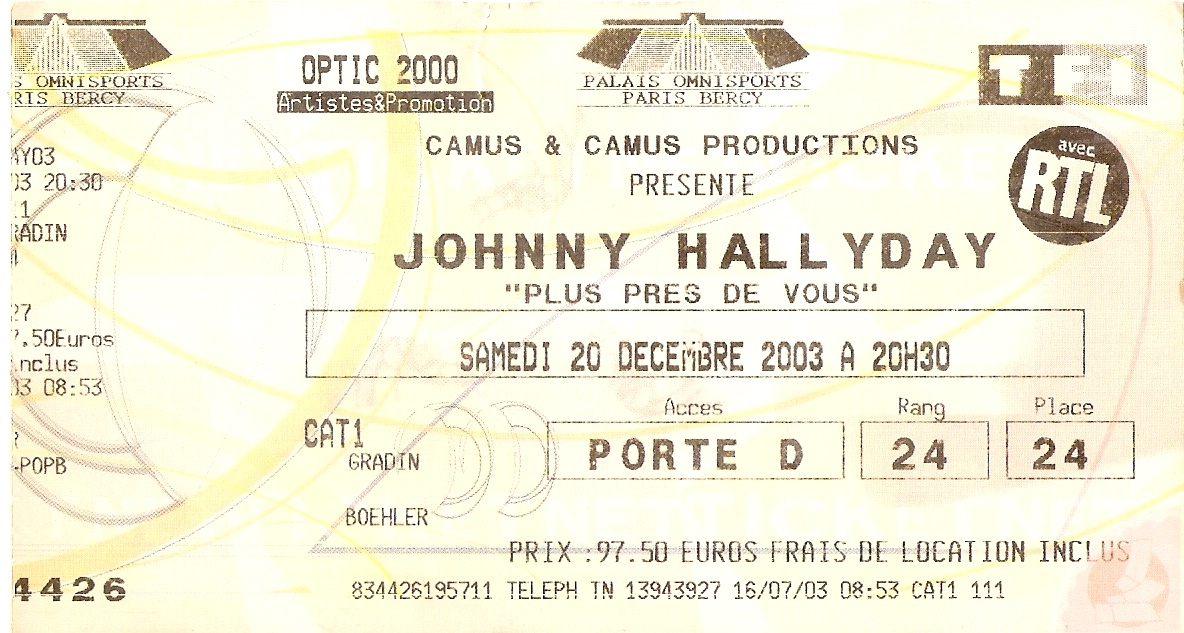 S OMNISPORTS
RIS BERCY
AY03
03 20:30
.1
RADIN
27
7.50Euros
inclus
03 08:53
-POPB
4426
OPTIC 2000
Artistes&Promotion
PALAIS OMNISPORTS
PARIS BERCY
TF1
CAMUS & CAMUS PRODUCTIONS
PRESENTE
avec
RTL
JOHNNY HALLYDAY
"PLUS PRES DE VOUS"
SAMEDI 20 DECEMBRE 2003 A 20H30
Acces Rang Place
CAT1
GRADIN
PORTE D 24 24
BOEHLER
PRIX :97.50 EUROS FRAIS DE LOCATION INCLUS
834426195711 TELEPH IN 13943927 16/07/03 08:53 CAT1 111